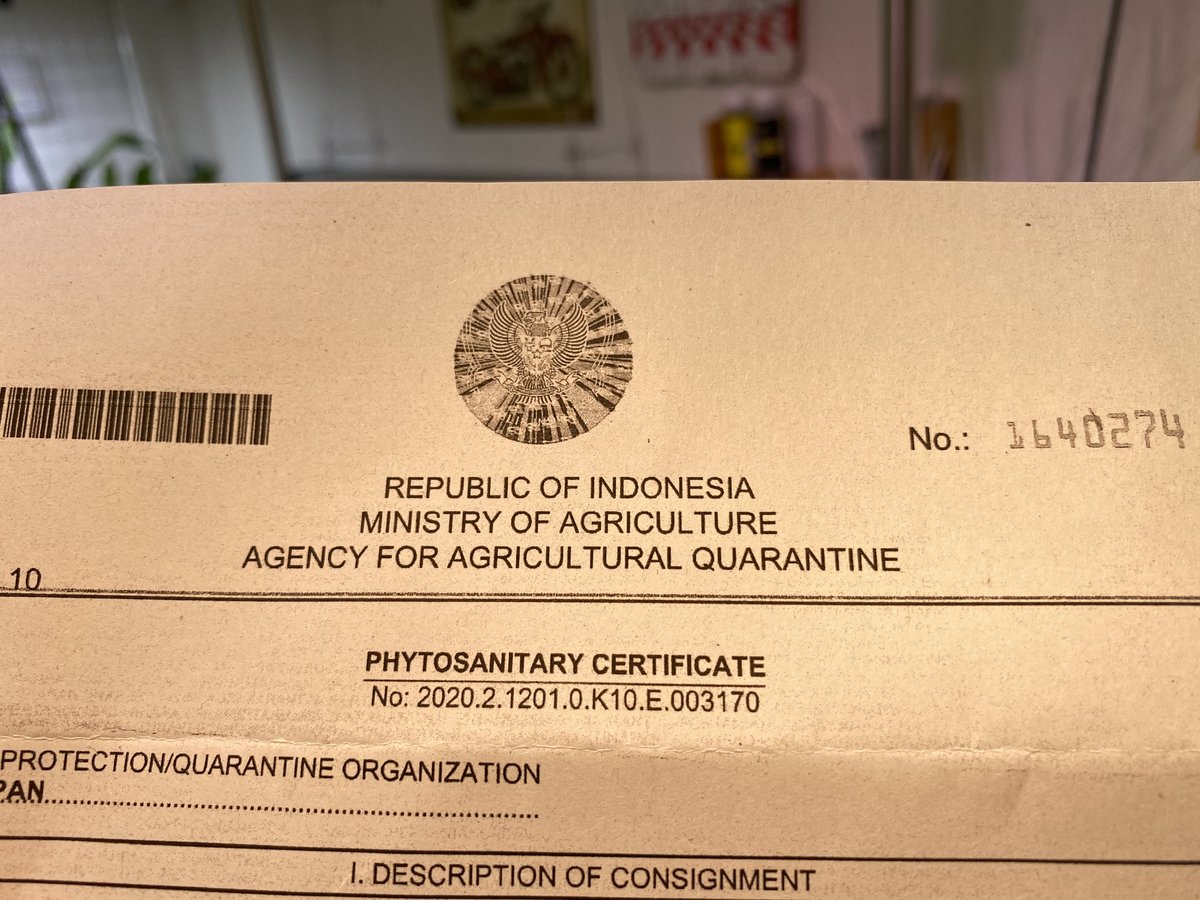 No.: 1640274
REPUBLIC OF INDONESIA
MINISTRY OF AGRICULTURE
AGENCY FOR AGRICULTURAL QUARANTINE
10
PHYTOSANITARY CERTIFICATE
No: 2020.2.1201.0.K10.E.003170
PROTECTION/QUARANTINE ORGANIZATION
PAN
I. DESCRIPTION OF CONSIGNMENT